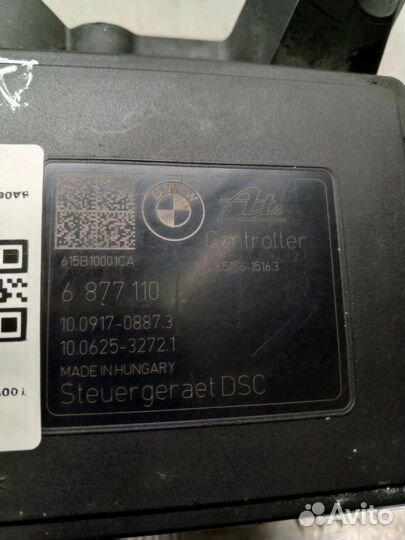 BMW
Ate
615B10001CA
Controller
6 877 110
10.0917-0887.3
10.0625-3272.1
MADE IN HUNGARY
Steuergeraet DSC
Avito